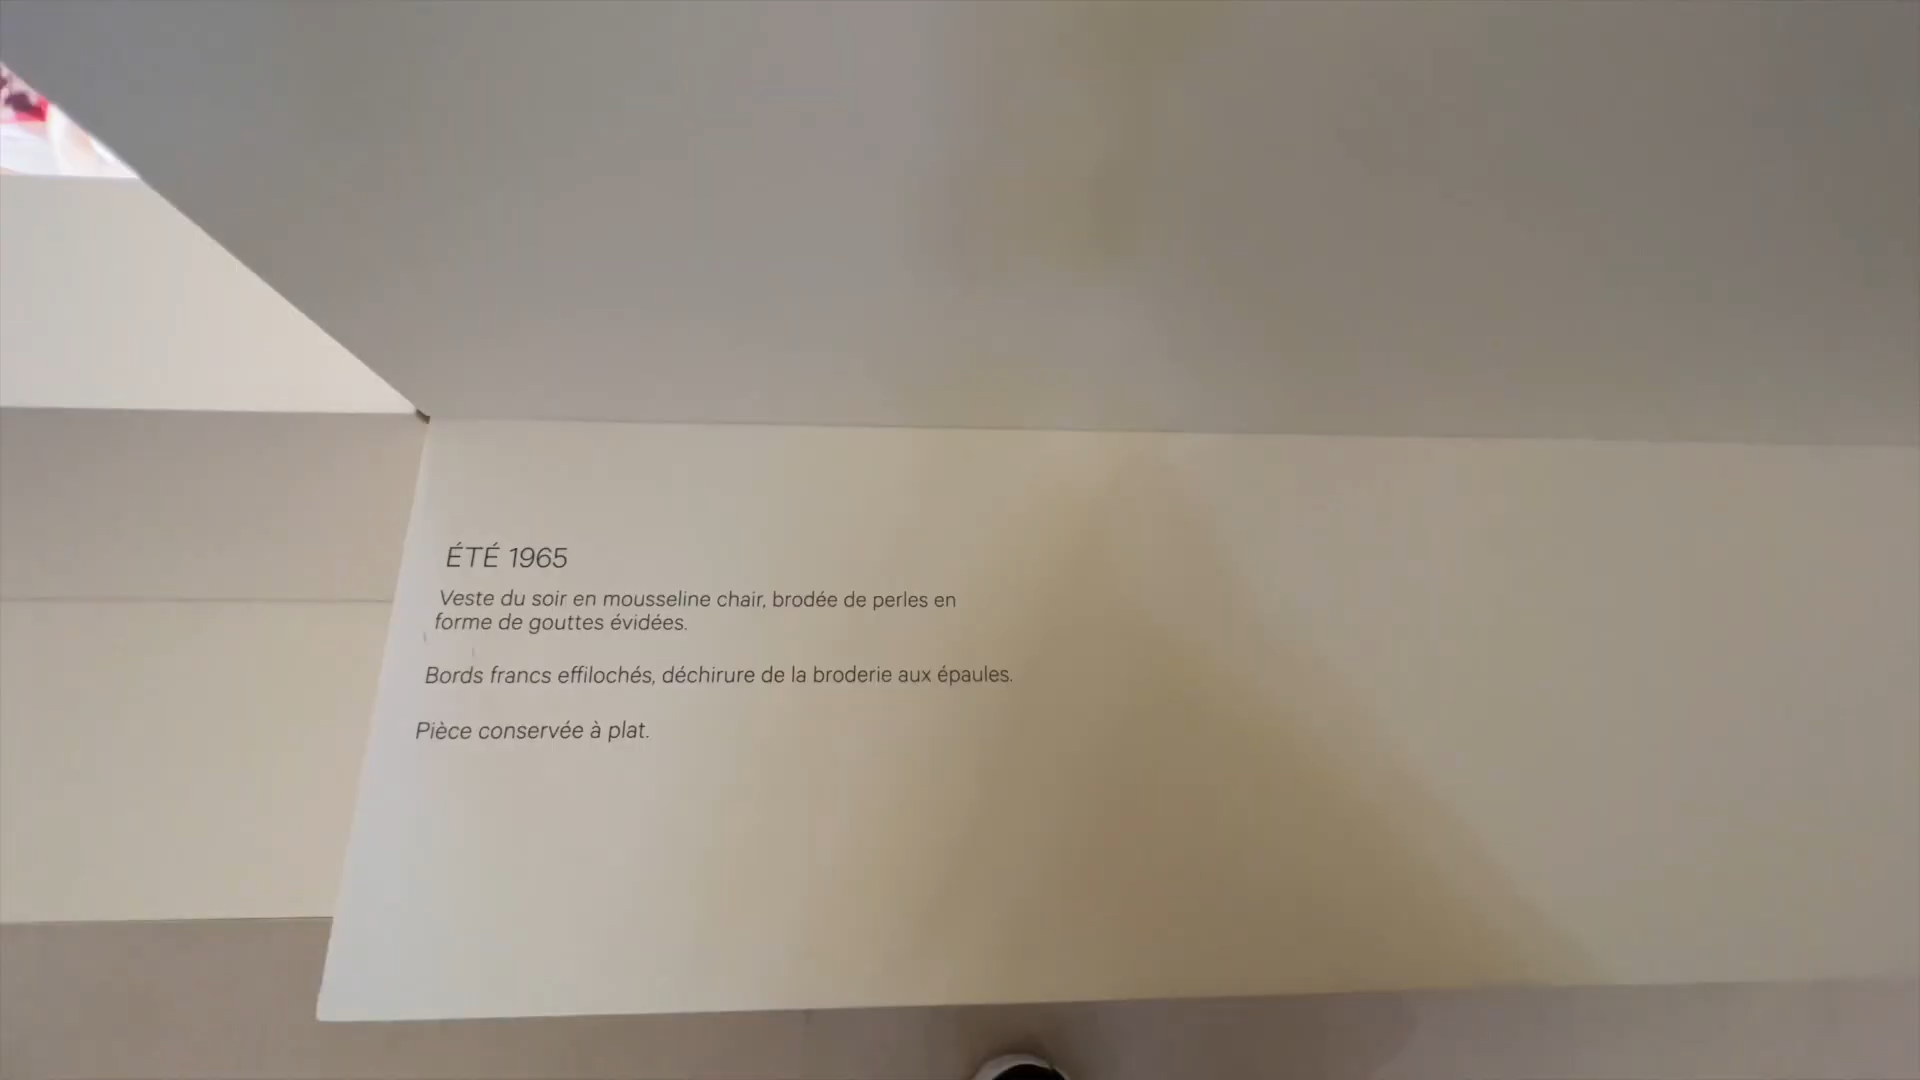 ÉTÉ 1965
Veste du soir en mousseline chair, brodée de perles en
forme de gouttes évidées.
Bords francs effilochés, déchirure de la broderie aux épaules.
Pièce conservée à plat.